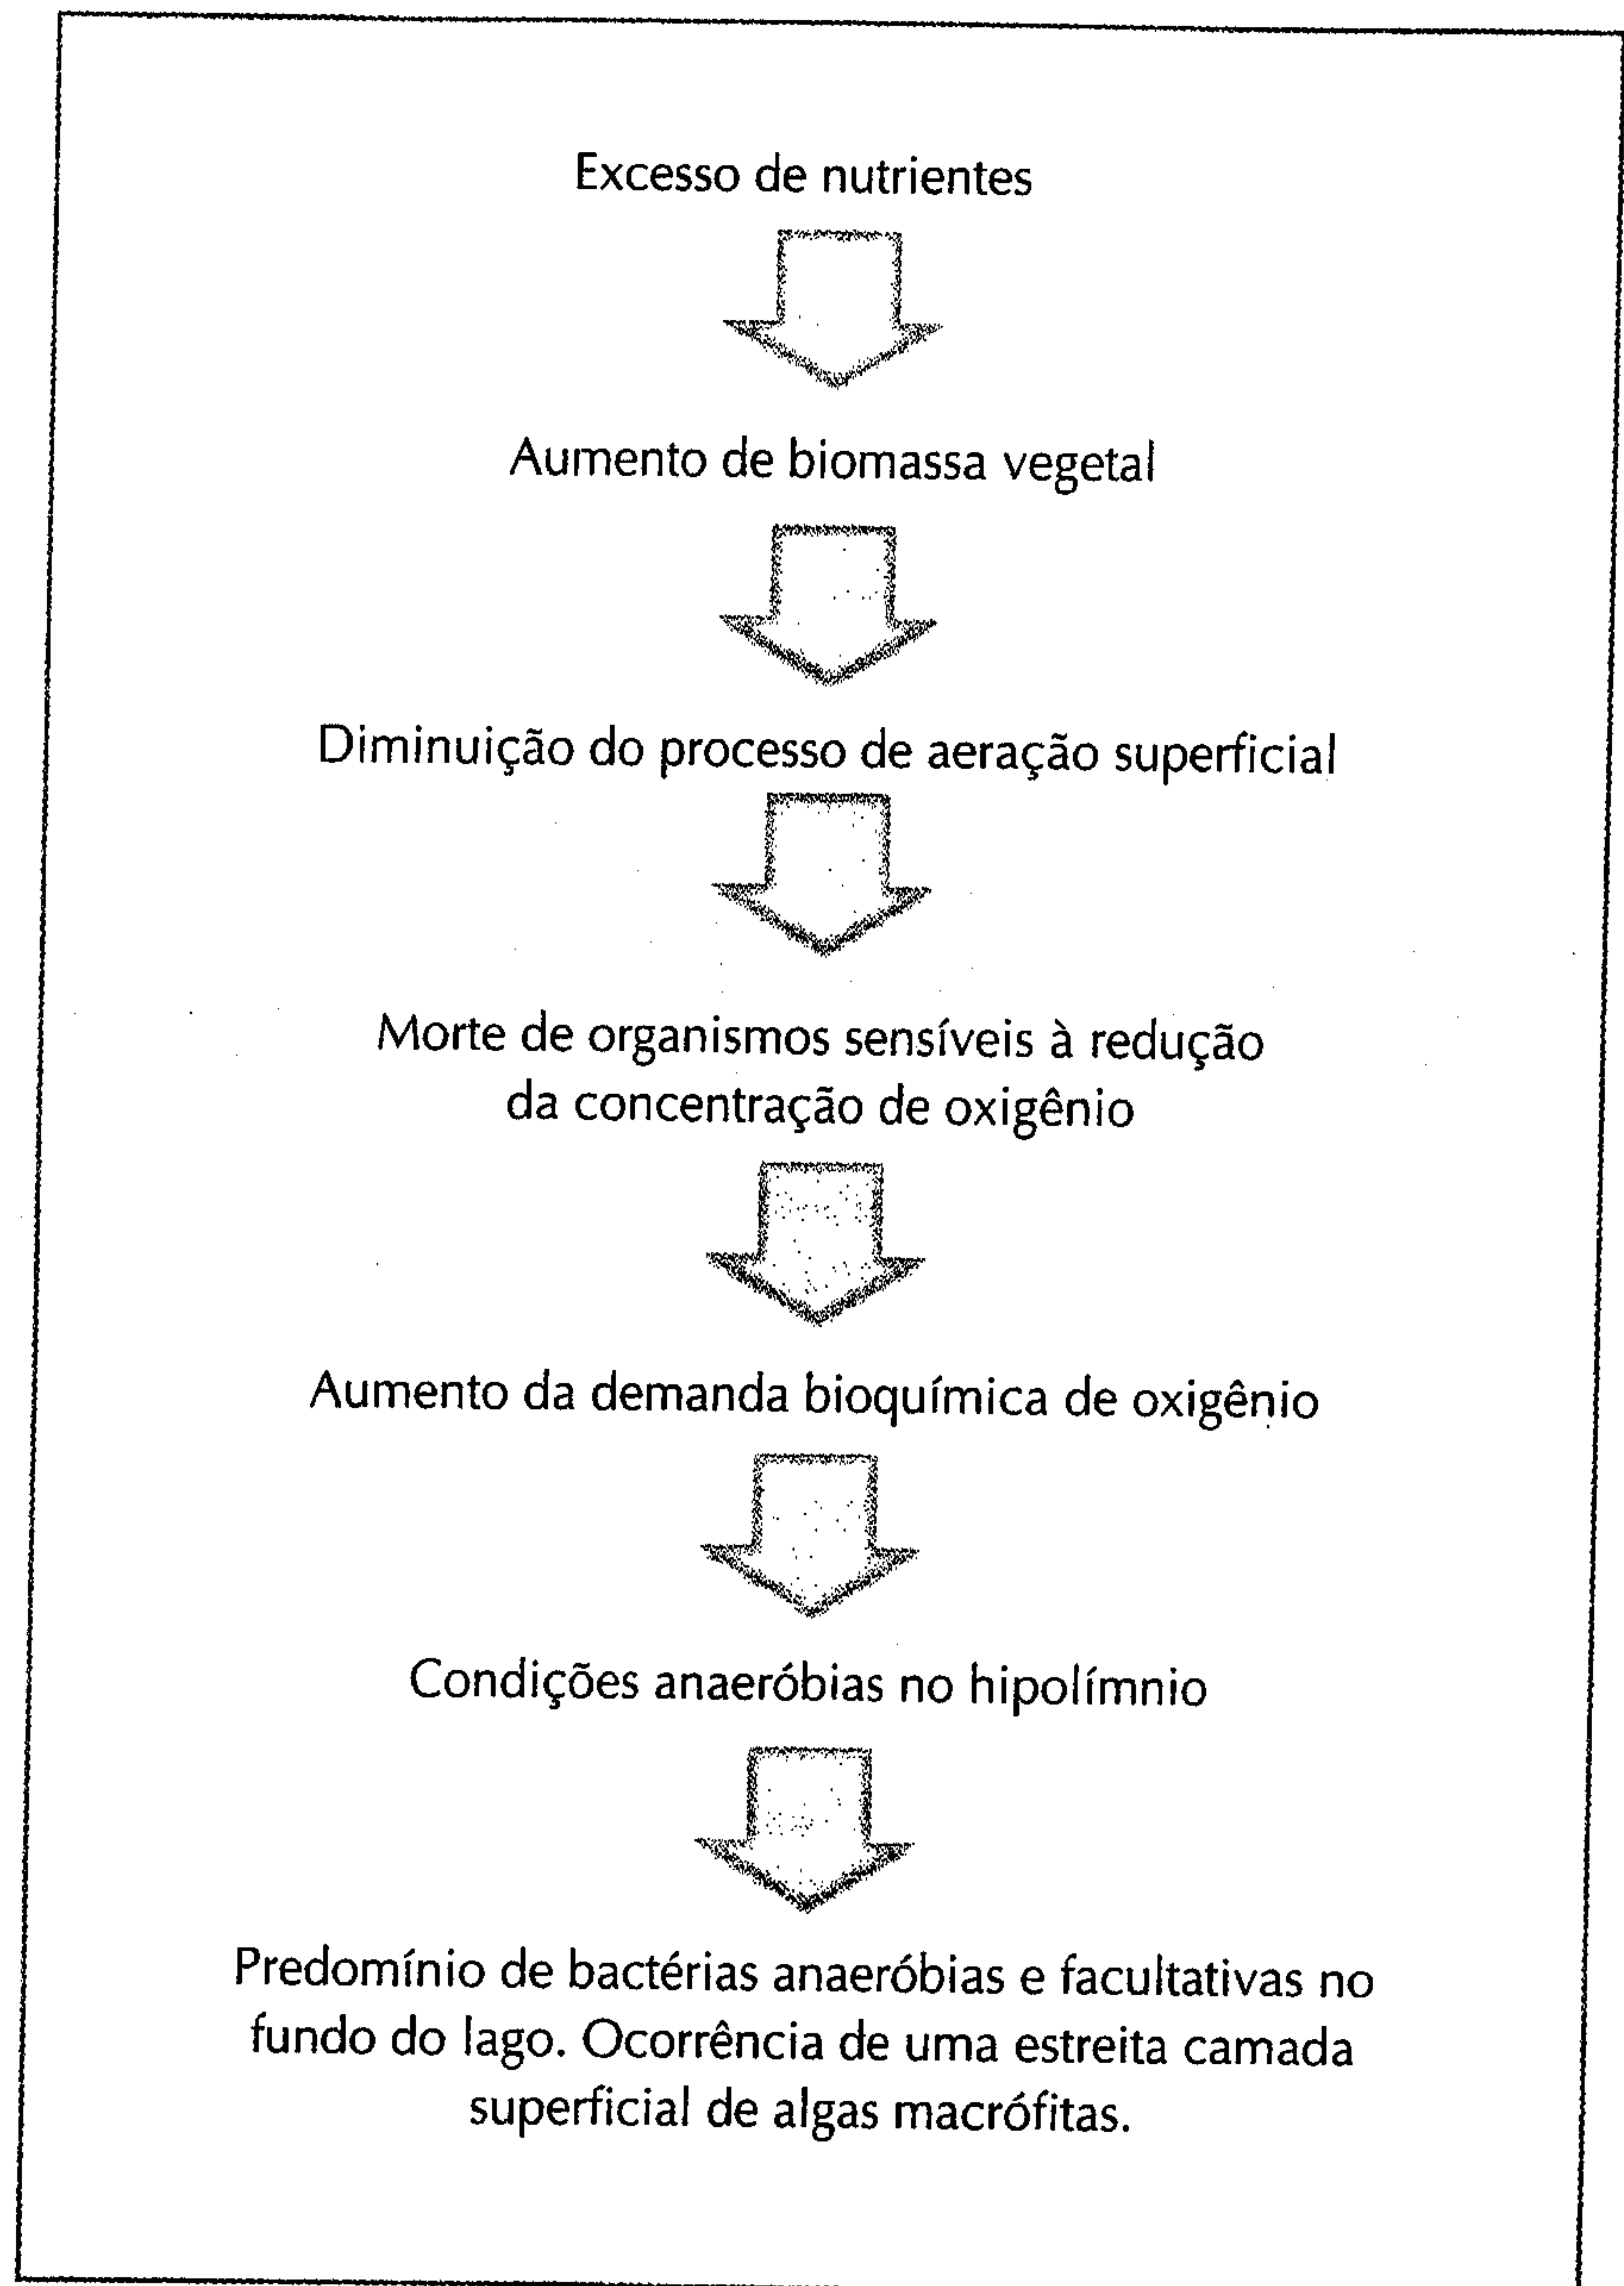 Excesso de nutrientes
Aumento de biomassa vegetal
Diminuição do processo de aeração superficial
Morte de organismos sensíveis à redução
da concentração de oxigênio
Aumento da demanda bioquímica de oxigênio
Condições anaeróbias no hipolímnio
Predomínio de bactérias anaeróbias e facultativas no
fundo do lago. Ocorrência de uma estreita camada
superficial de algas macrófitas.